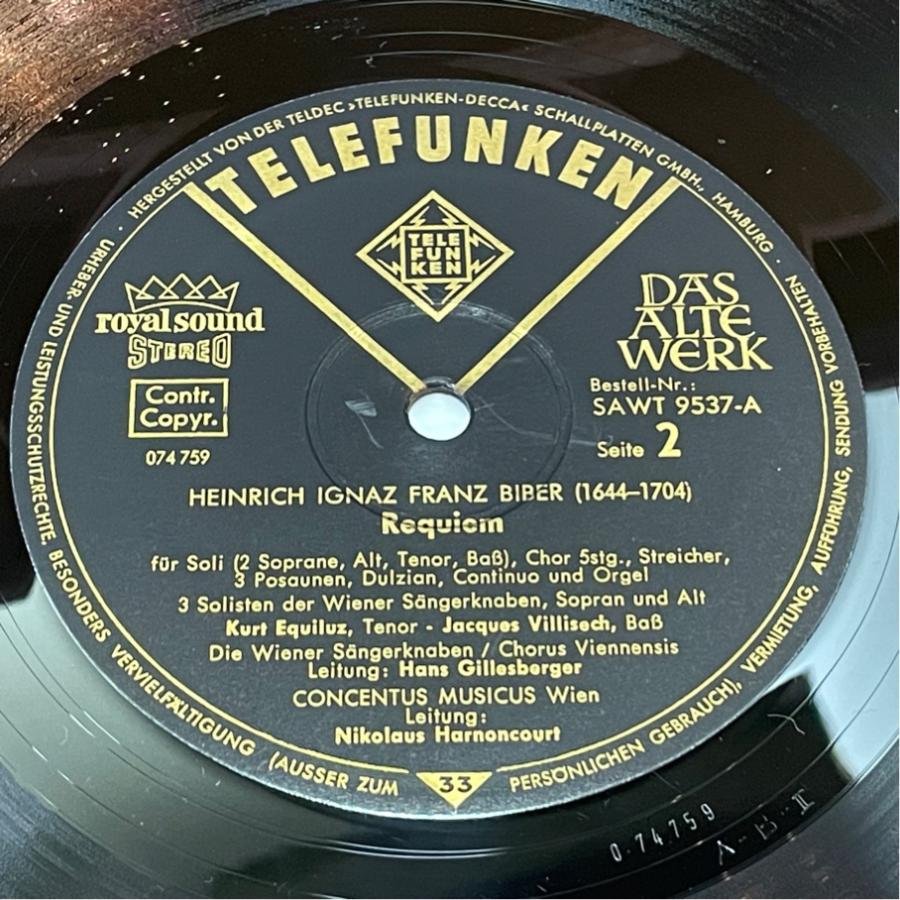 HERGESTELLT VON DER TELDEC ›TELEFUNKEN-DECCA‹ SCHALLPLATTEN GMBH., HAMBURG ·
URHEBER- UND LEISTUNGSSCHUTZRECHTE, BESONDERS VERVIELFÄLTIGUNG (AUSSER ZUM PERSÖNLICHEN GEBRAUCH), VERMIETUNG, AUFFÜHRUNG, SENDUNG VORBEHALTEN ·
TELEFUNKEN
TELE
FUN
KEN
royal sound
STEREO
Contr.
Copyr.
074 759
DAS
ALTE
WERK
Bestell-Nr.:
SAWT 9537-A
Seite 2
HEINRICH IGNAZ FRANZ BIBER (1644–1704)
Requiem
für Soli (2 Soprane, Alt, Tenor, Baß), Chor 5stg., Streicher,
3 Posaunen, Dulzian, Continuo und Orgel
3 Solisten der Wiener Sängerknaben, Sopran und Alt
Kurt Equiluz, Tenor - Jacques Villisech, Baß
Die Wiener Sängerknaben / Chorus Viennensis
Leitung: Hans Gillesberger
CONCENTUS MUSICUS Wien
Leitung:
Nikolaus Harnoncourt
33
0·74759